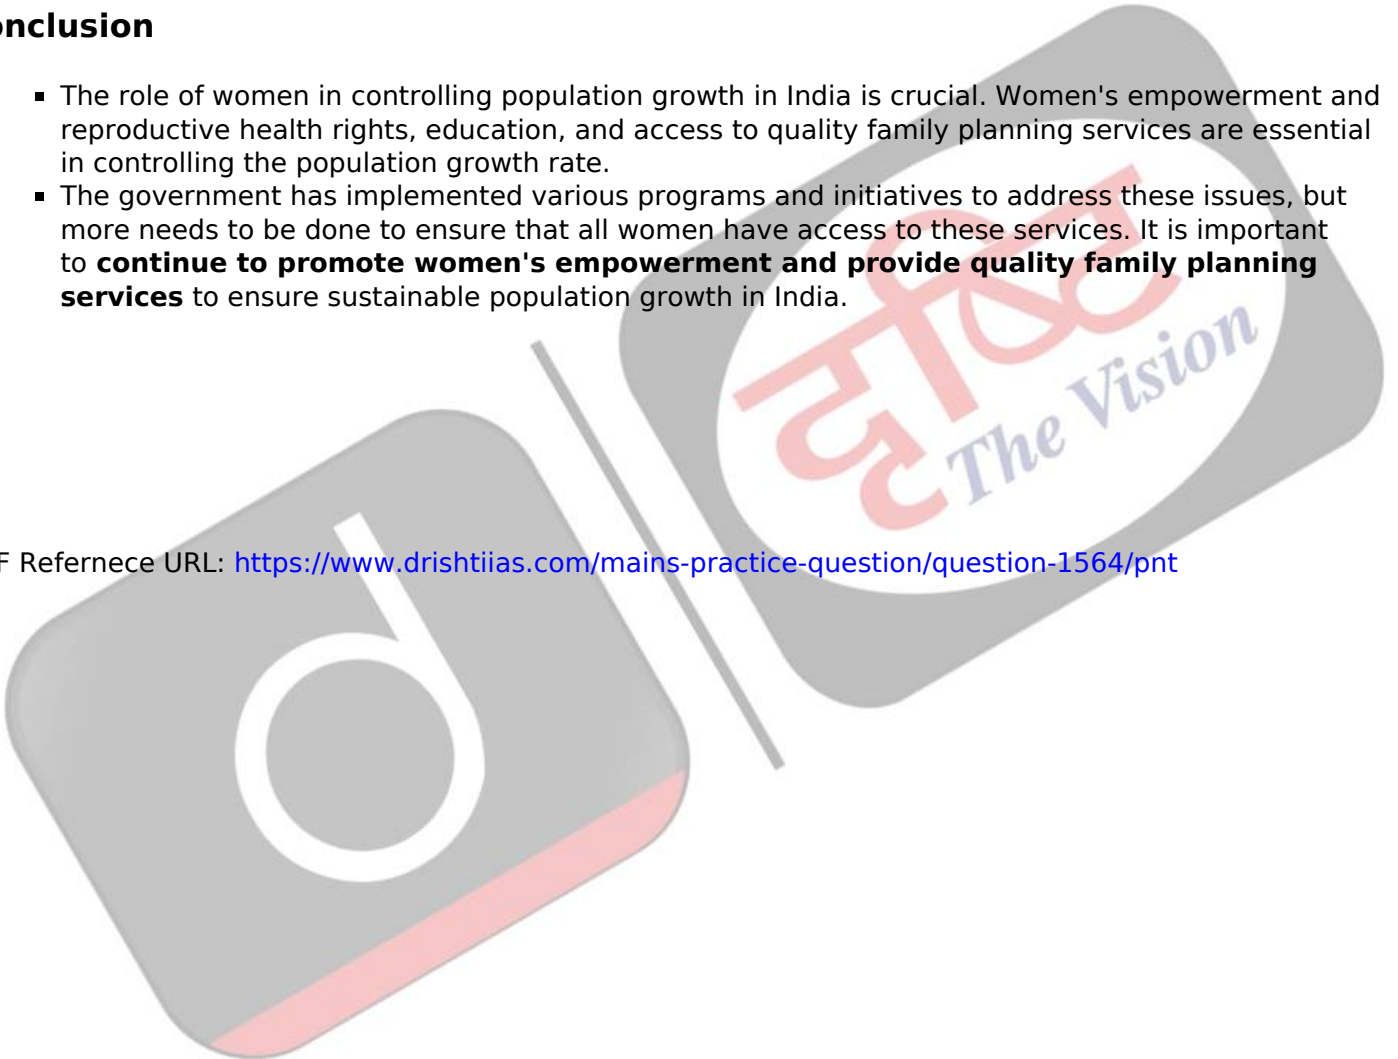 onclusion
▪ The role of women in controlling population growth in India is crucial. Women's empowerment and
reproductive health rights, education, and access to quality family planning services are essential
in controlling the population growth rate.
▪ The government has implemented various programs and initiatives to address these issues, but
more needs to be done to ensure that all women have access to these services. It is important
to continue to promote women's empowerment and provide quality family planning
services to ensure sustainable population growth in India.
दृष्टि
The Vision
d
F Refernece URL: https://www.drishtiias.com/mains-practice-question/question-1564/pnt